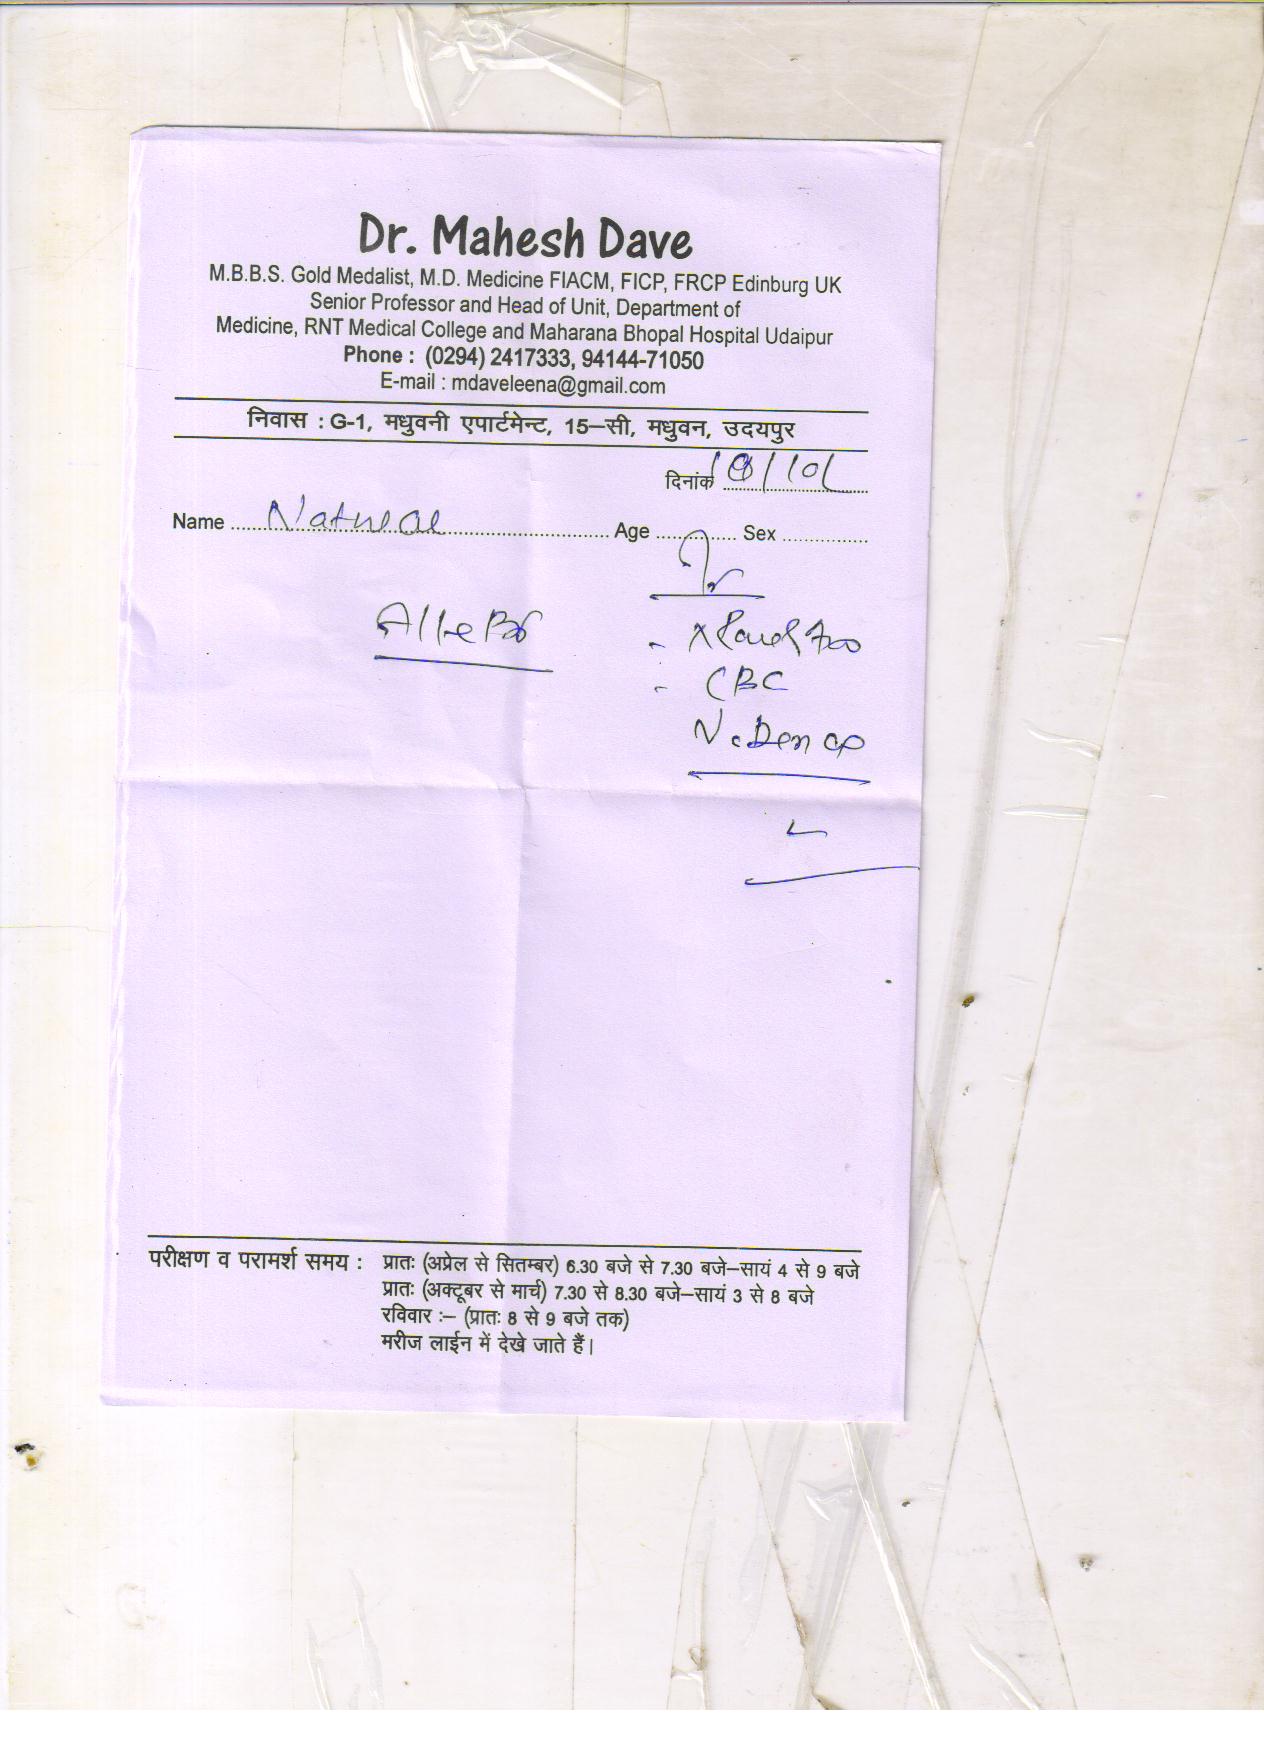 Dr. Mahesh Dave
M.B.B.S. Gold Medalist, M.D. Medicine FIACM, FICP, FRCP Edinburg UK
Senior Professor and Head of Unit, Department of
Medicine, RNT Medical College and Maharana Bhopal Hospital Udaipur
Phone : (0294) 2417333, 94144-71050
E-mail : mdaveleena@gmail.com
निवास : G-1, मधुवनी एपार्टमेन्ट, 15–सी, मधुवन, उदयपुर
दिनांक
Name Age Sex
CBC
परीक्षण व परामर्श समय : प्रातः (अप्रेल से सितम्बर) 6.30 बजे से 7.30 बजे–सायं 4 से 9 बजे
प्रातः (अक्टूबर से मार्च) 7.30 से 8.30 बजे–सायं 3 से 8 बजे
रविवार :– (प्रातः 8 से 9 बजे तक)
मरीज लाईन में देखे जाते हैं।